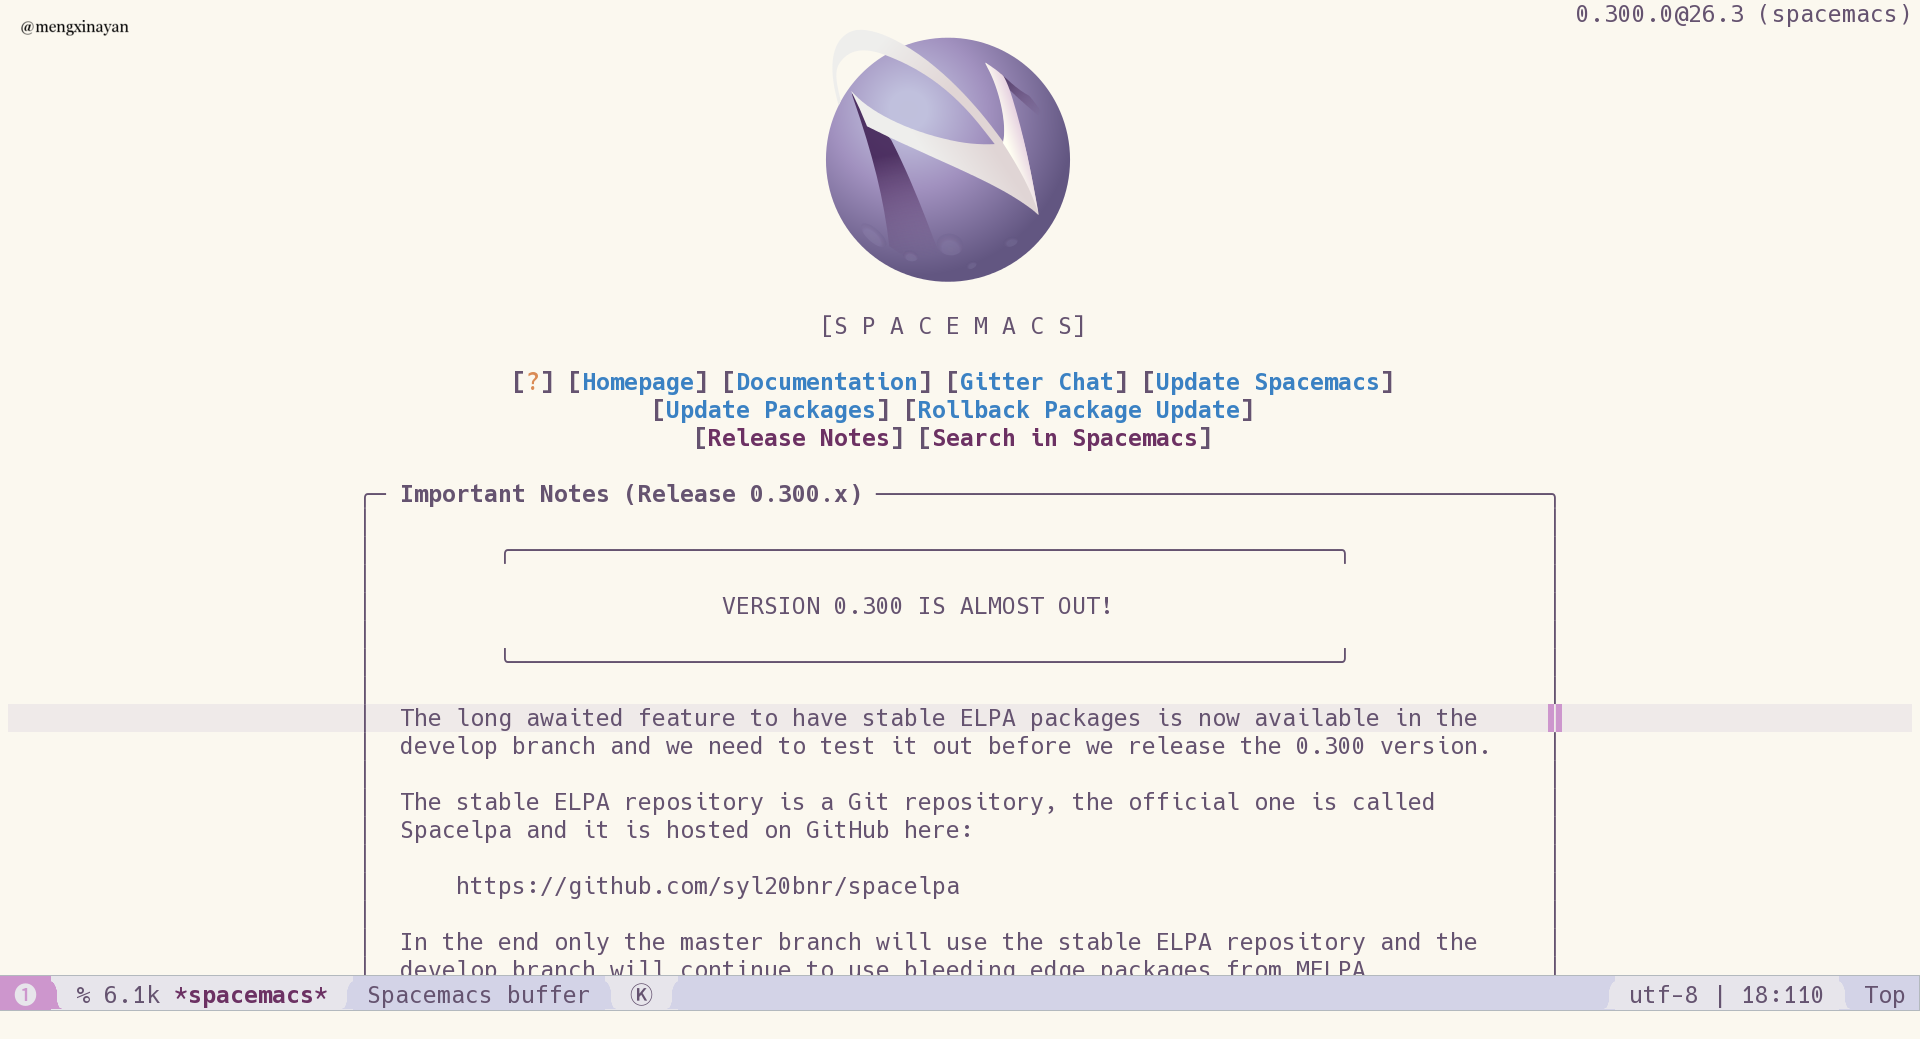 @mengxinayan
0.300.0@26.3 (spacemacs)
[S P A C E M A C S]
[?] [Homepage] [Documentation] [Gitter Chat] [Update Spacemacs]
[Update Packages] [Rollback Package Update]
[Release Notes] [Search in Spacemacs]
Important Notes (Release 0.300.x)
VERSION 0.300 IS ALMOST OUT!
The long awaited feature to have stable ELPA packages is now available in the
develop branch and we need to test it out before we release the 0.300 version.
The stable ELPA repository is a Git repository, the official one is called
Spacelpa and it is hosted on GitHub here:
https://github.com/syl20bnr/spacelpa
In the end only the master branch will use the stable ELPA repository and the
develop branch will continue to use bleeding edge packages from MELPA
❶ % 6.1k *spacemacs* Spacemacs buffer Ⓚ utf-8 | 18:110 Top